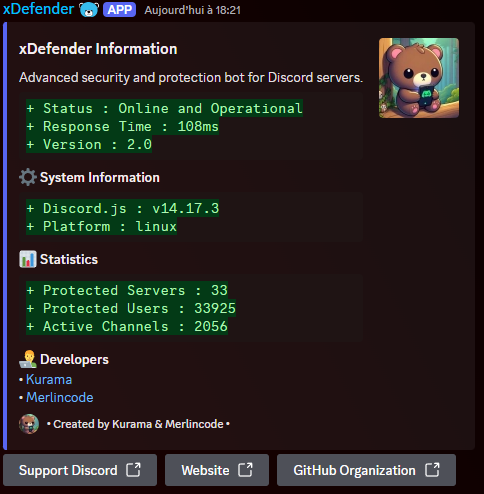 xDefender APP Aujourd'hui à 18:21
xDefender Information
Advanced security and protection bot for Discord servers.
+ Status : Online and Operational
+ Response Time : 108ms
+ Version : 2.0
System Information
+ Discord.js : v14.17.3
+ Platform : linux
Statistics
+ Protected Servers : 33
+ Protected Users : 33925
+ Active Channels : 2056
Developers
• Kurama
• Merlincode
• Created by Kurama & Merlincode •
Support Discord Website GitHub Organization